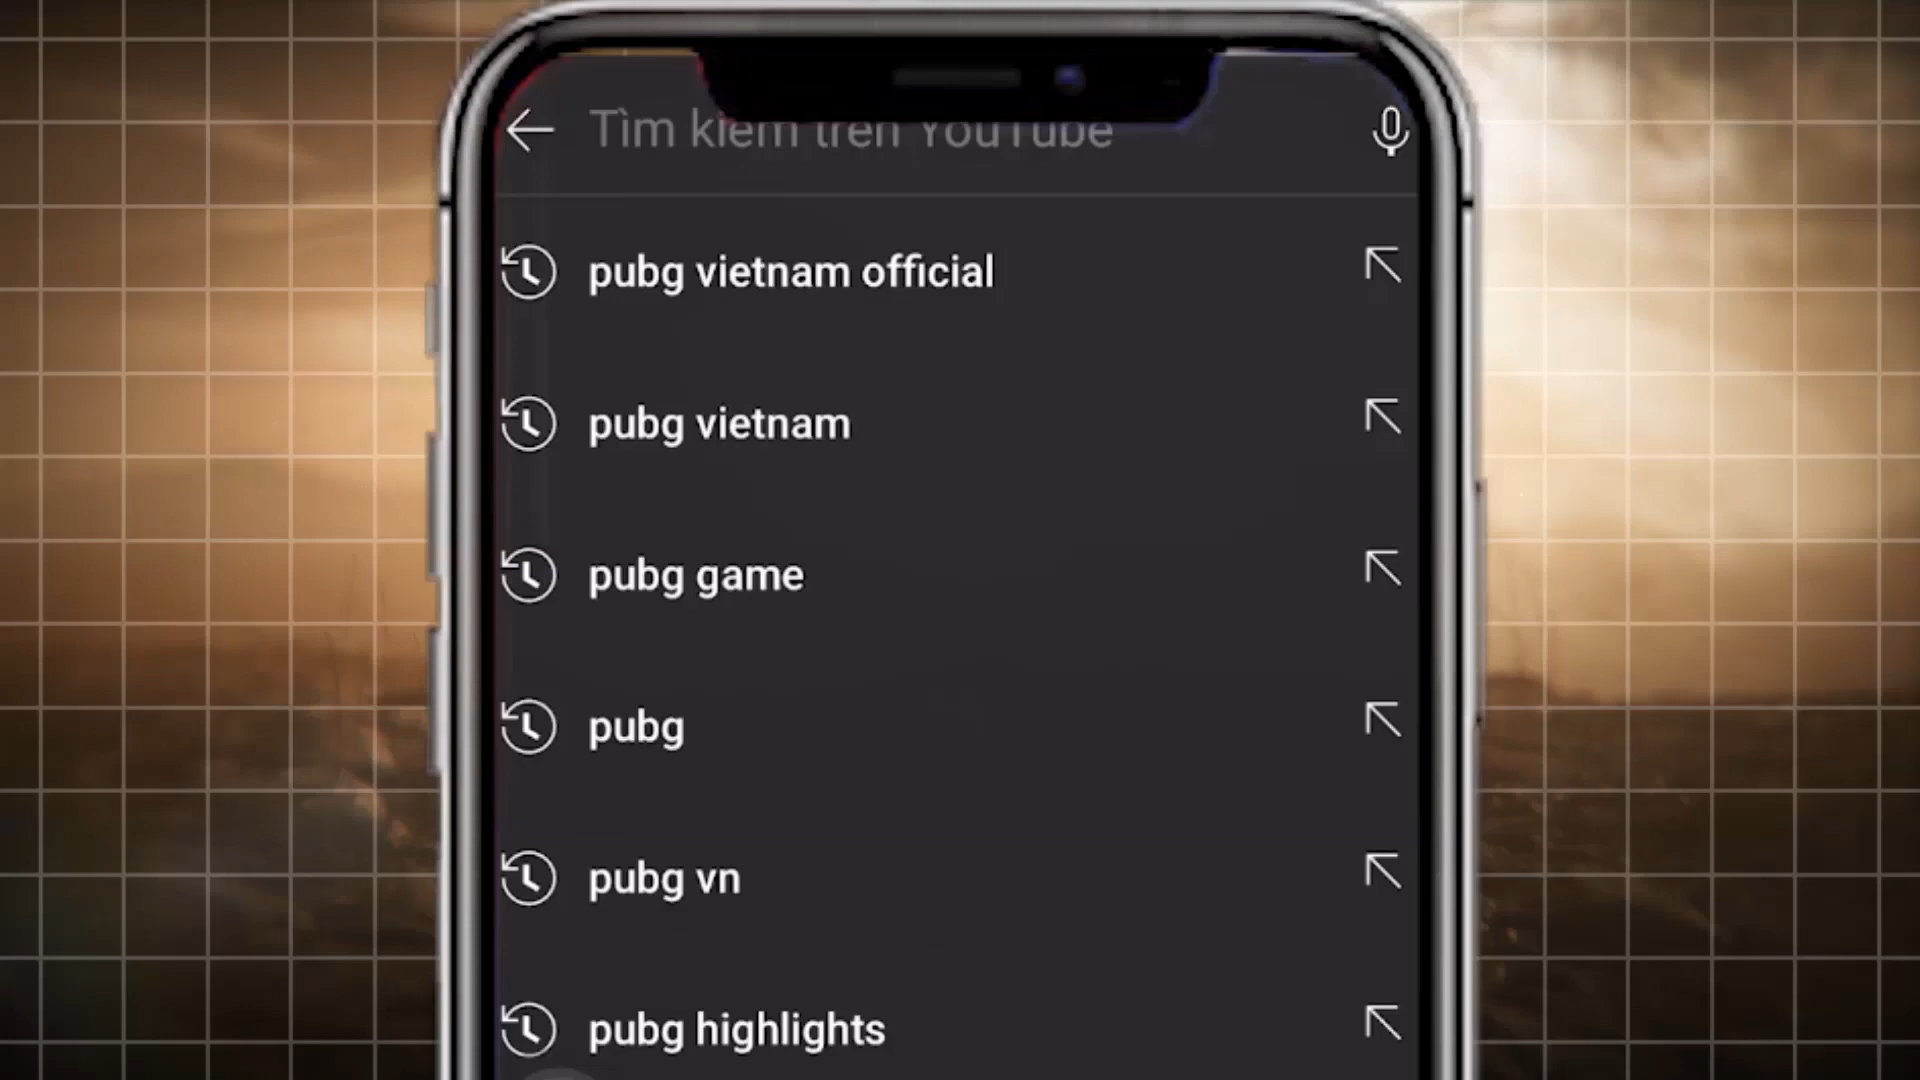 Tìm kiếm trên YouTube
pubg vietnam official
pubg vietnam
pubg game
pubg
pubg vn
pubg highlights